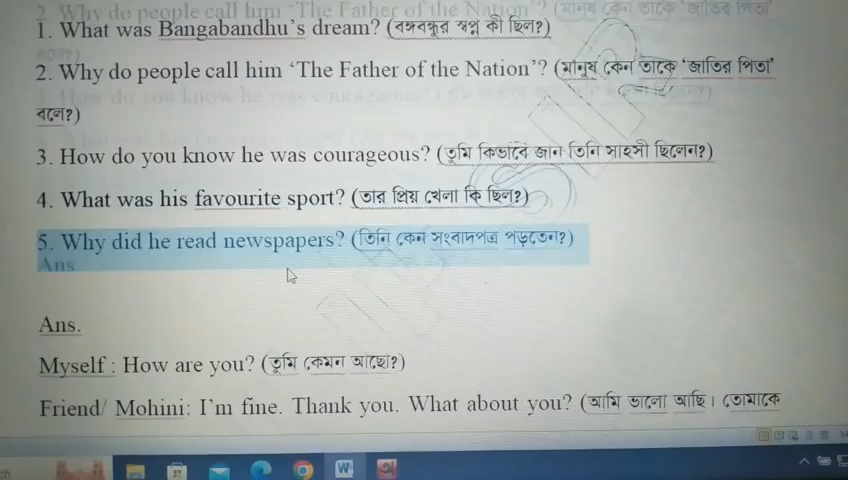 1. What was Bangabandhu's dream? (বঙ্গবন্ধুর স্বপ্ন কী ছিল?)
2. Why do people call him 'The Father of the Nation'? (মানুষ কেন তাঁকে 'জাতির পিতা'
বলে?)
3. How do you know he was courageous? (তুমি কিভাবে জান তিনি সাহসী ছিলেন?)
4. What was his favourite sport? (তার প্রিয় খেলা কি ছিল?)
5. Why did he read newspapers? (তিনি কেন সংবাদপত্র পড়তেন?)
Ans
Ans.
Myself : How are you? (তুমি কেমন আছো?)
Friend/ Mohini: I'm fine. Thank you. What about you? (আমি ভালো আছি। তোমাকে